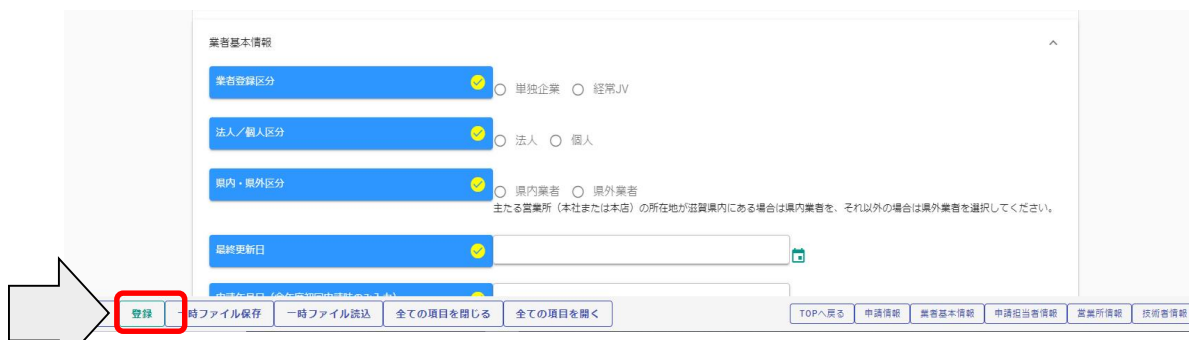 業者基本情報
業者登録区分
単独企業 経常JV
法人／個人区分
法人 個人
県内・県外区分
県内業者 県外業者
主たる営業所（本社または本店）の所在地が滋賀県内にある場合は県内業者を、それ以外の場合は県外業者を選択してください。
最終更新日
登録 一時ファイル保存 一時ファイル読込 全ての項目を閉じる 全ての項目を開く TOPへ戻る 申請情報 業者基本情報 申請担当者情報 営業所情報 技術者情報